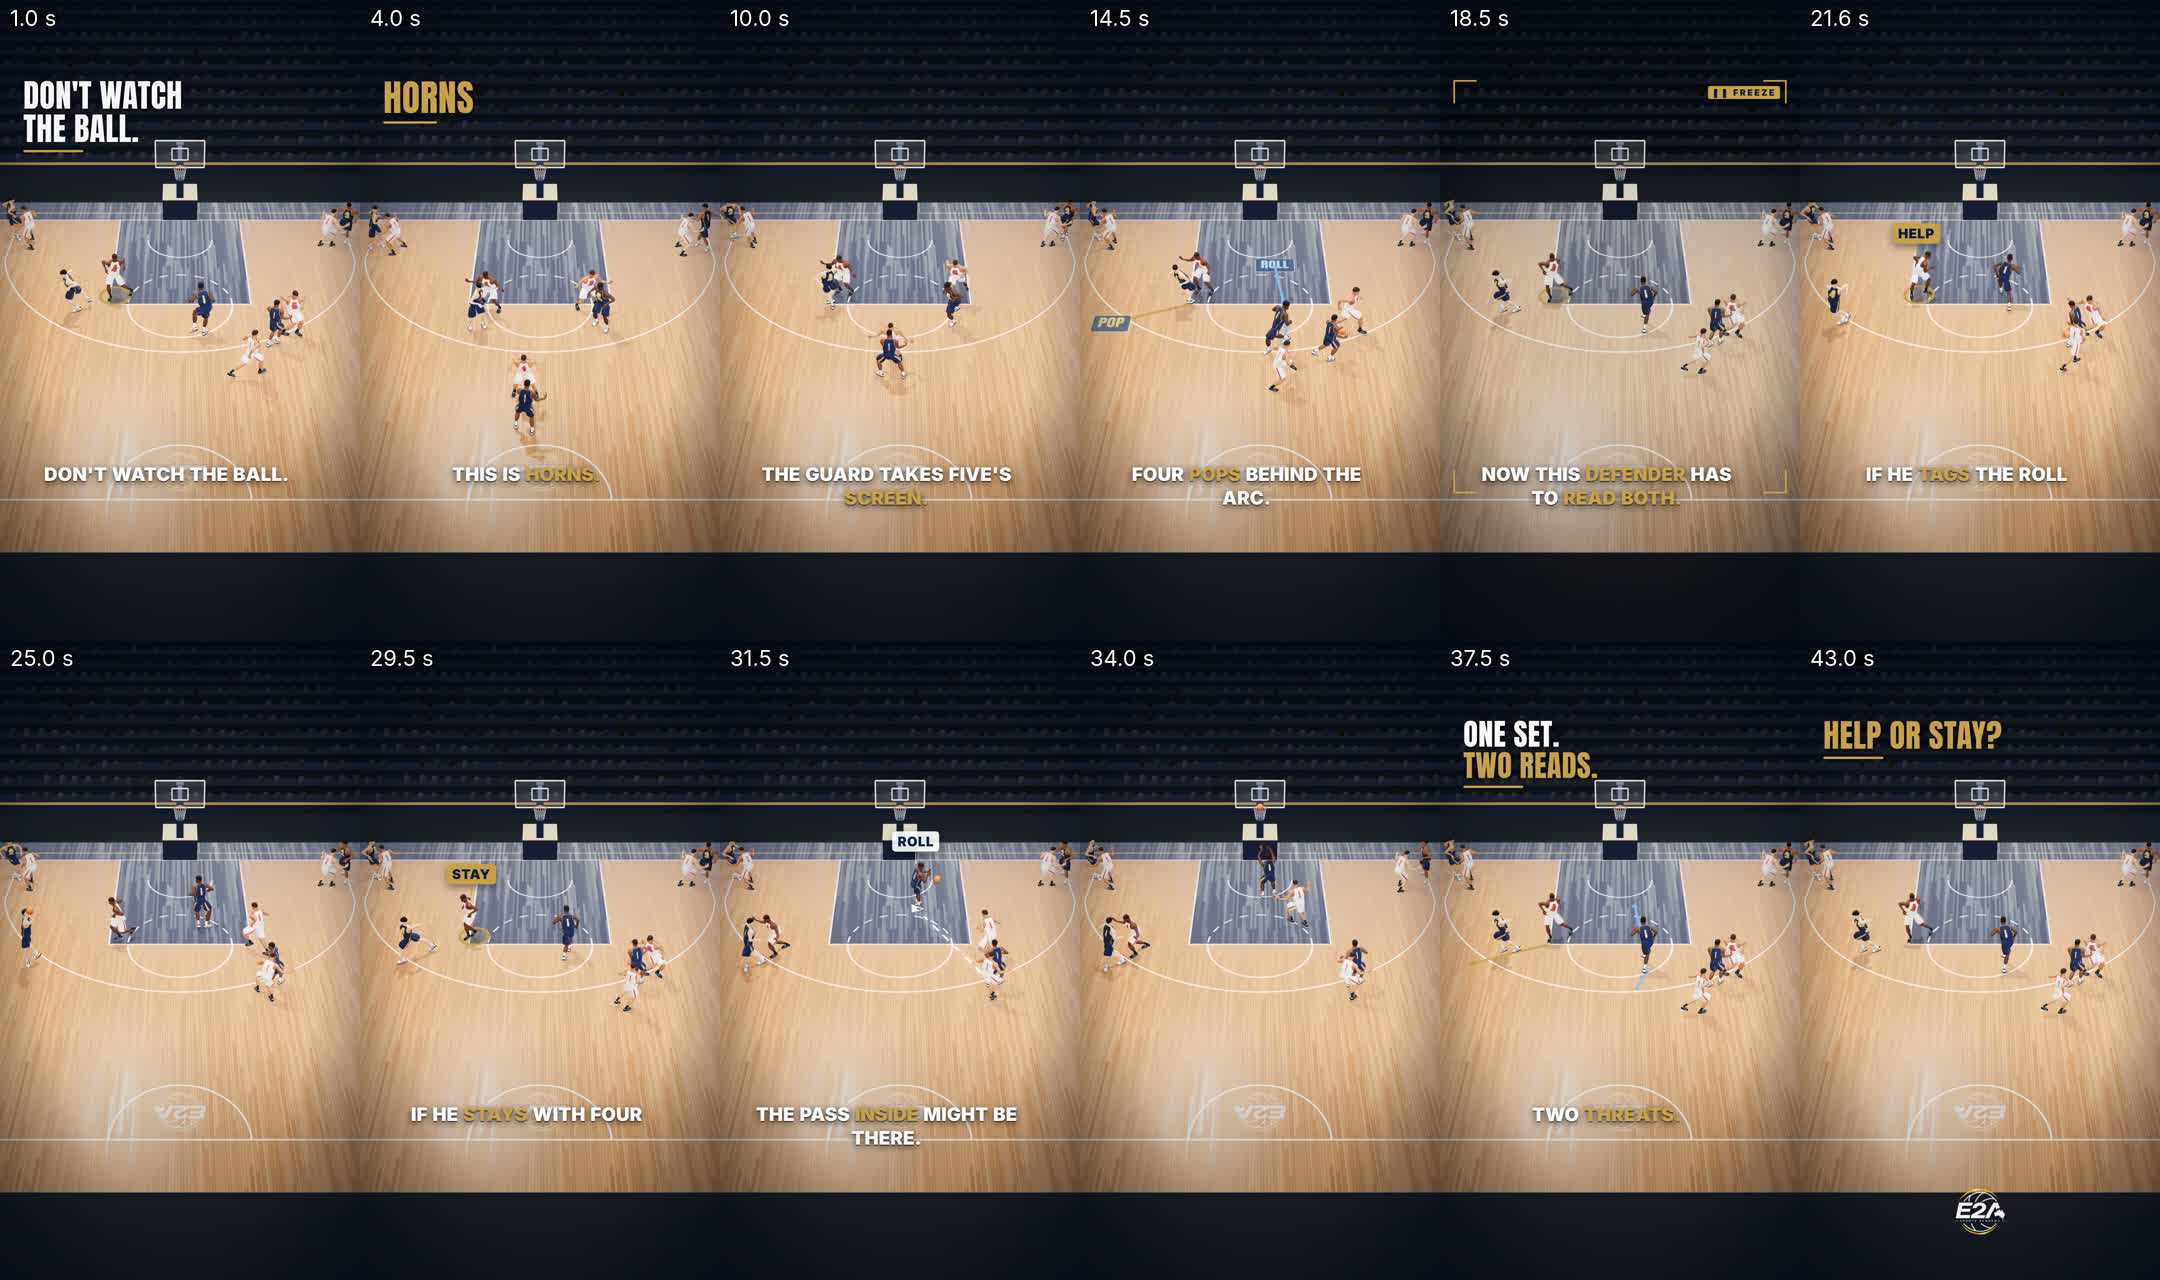 1.0 s
DON'T WATCH
THE BALL.
DON'T WATCH THE BALL.
4.0 s
HORNS
THIS IS HORNS.
10.0 s
THE GUARD TAKES FIVE'S
SCREEN.
14.5 s
ROLL
POP
FOUR POPS BEHIND THE
ARC.
18.5 s
FREEZE
NOW THIS DEFENDER HAS
TO READ BOTH.
21.6 s
HELP
IF HE TAGS THE ROLL
25.0 s
29.5 s
STAY
IF HE STAYS WITH FOUR
31.5 s
ROLL
THE PASS INSIDE MIGHT BE
THERE.
34.0 s
37.5 s
ONE SET.
TWO READS.
TWO THREATS.
43.0 s
HELP OR STAY?
E2A